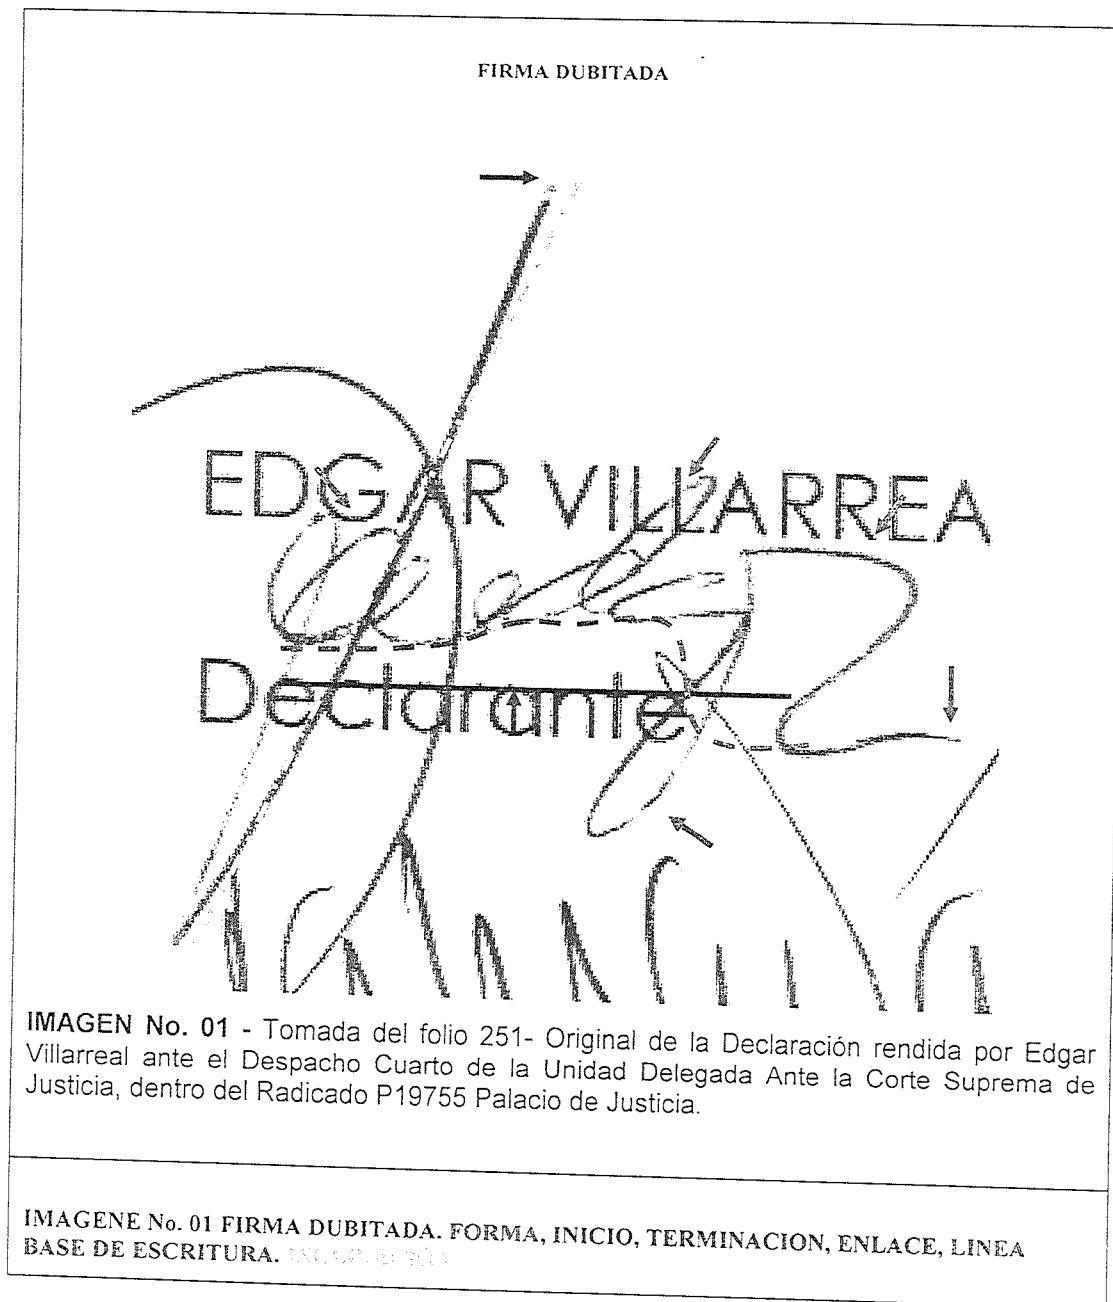 FIRMA DUBITADA
EDGAR VILLARREA
Declarante
IMAGEN No. 01 - Tomada del folio 251- Original de la Declaración rendida por Edgar
Villarreal ante el Despacho Cuarto de la Unidad Delegada Ante la Corte Suprema de
Justicia, dentro del Radicado P19755 Palacio de Justicia.
IMAGENE No. 01 FIRMA DUBITADA. FORMA, INICIO, TERMINACION, ENLACE, LINEA
BASE DE ESCRITURA.